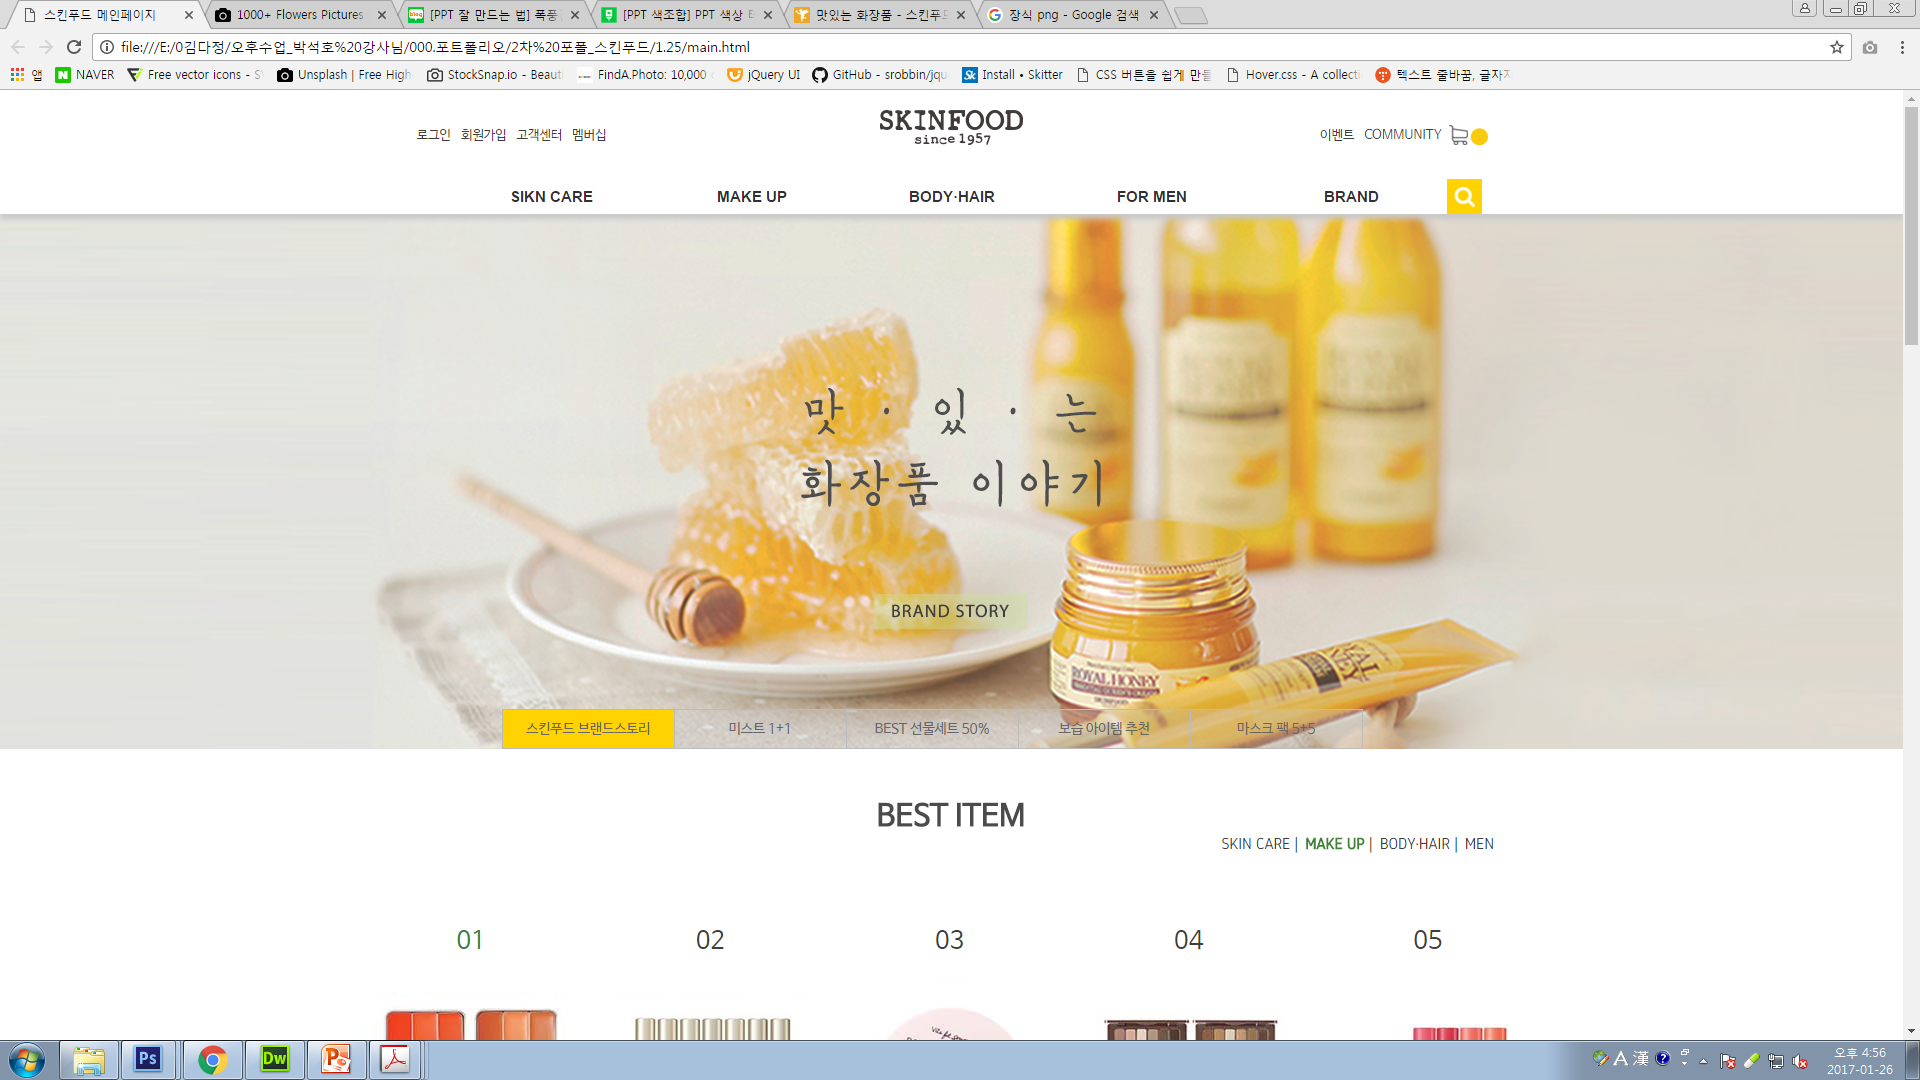 스킨푸드 메인페이지
1000+ Flowers Pictures
[PPT 잘 만드는 법] 폭풍
[PPT 색조합] PPT 색상
맛있는 화장품 - 스킨푸드
장식 png - Google 검색
file:///E:/0김다정/오후수업_박석호%20강사님/000.포트폴리오/2차%20포폴_스킨푸드/1.25/main.html
앱
NAVER
Free vector icons - S
Unsplash | Free High
StockSnap.io - Beauti
FindA.Photo: 10,000
jQuery UI
GitHub - srobbin/jqu
Install • Skitter
CSS 버튼을 쉽게 만들
Hover.css - A collecti
텍스트 줄바꿈, 글자
로그인 회원가입 고객센터 멤버십
SKINFOOD
since 1957
이벤트 COMMUNITY
SIKN CARE
MAKE UP
BODY·HAIR
FOR MEN
BRAND
맛 · 있 · 는
화장품 이야기
BRAND STORY
ROYAL HONEY
스킨푸드 브랜드스토리
미스트 1+1
BEST 선물세트 50%
보습 아이템 추천
마스크 팩 5+5
BEST ITEM
SKIN CARE | MAKE UP | BODY·HAIR | MEN
01
02
03
04
05
Ps
Dw
A 漢
오후 4:56
2017-01-26